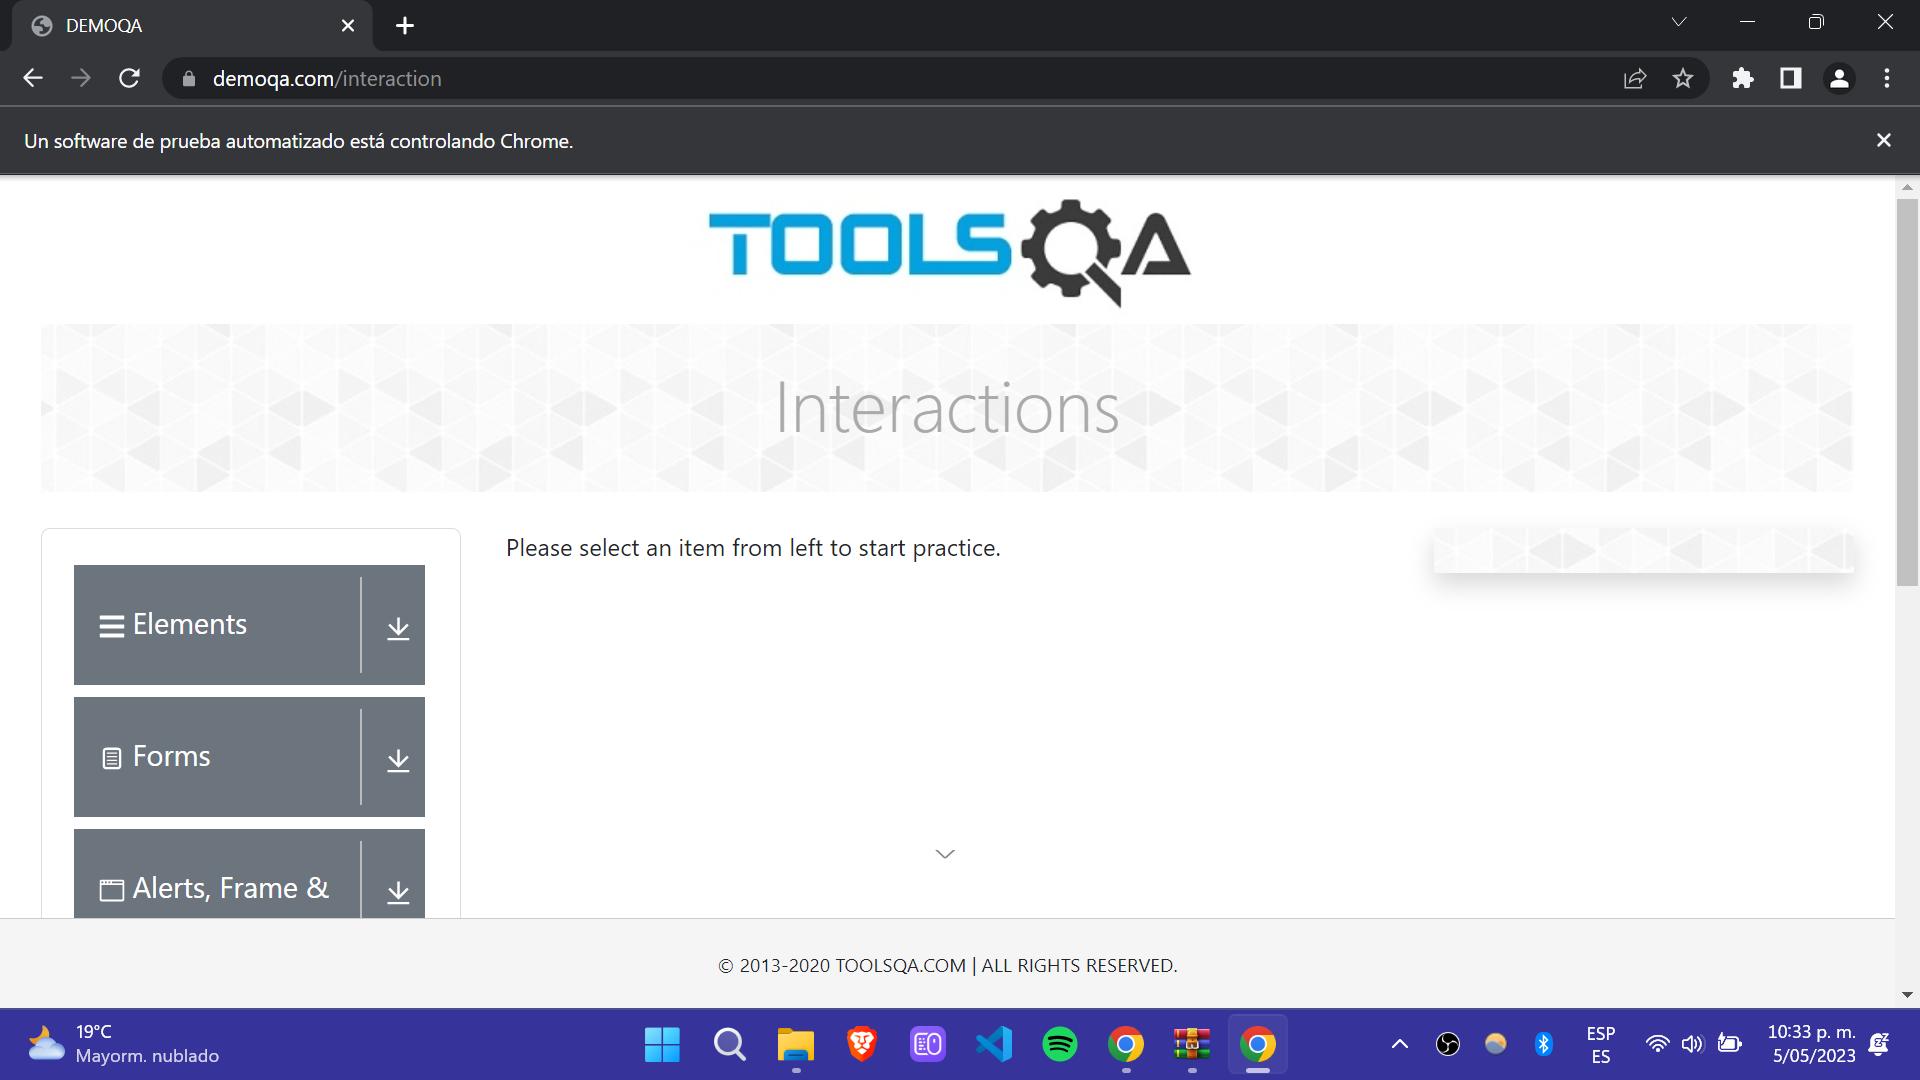 DEMOQA
demoqa.com/interaction
Un software de prueba automatizado está controlando Chrome.
TOOLSQA
Interactions
Please select an item from left to start practice.
Elements
Forms
Alerts, Frame &
© 2013-2020 TOOLSQA.COM | ALL RIGHTS RESERVED.
19°C
Mayorm. nublado
ESP
ES
10:33 p. m.
5/05/2023